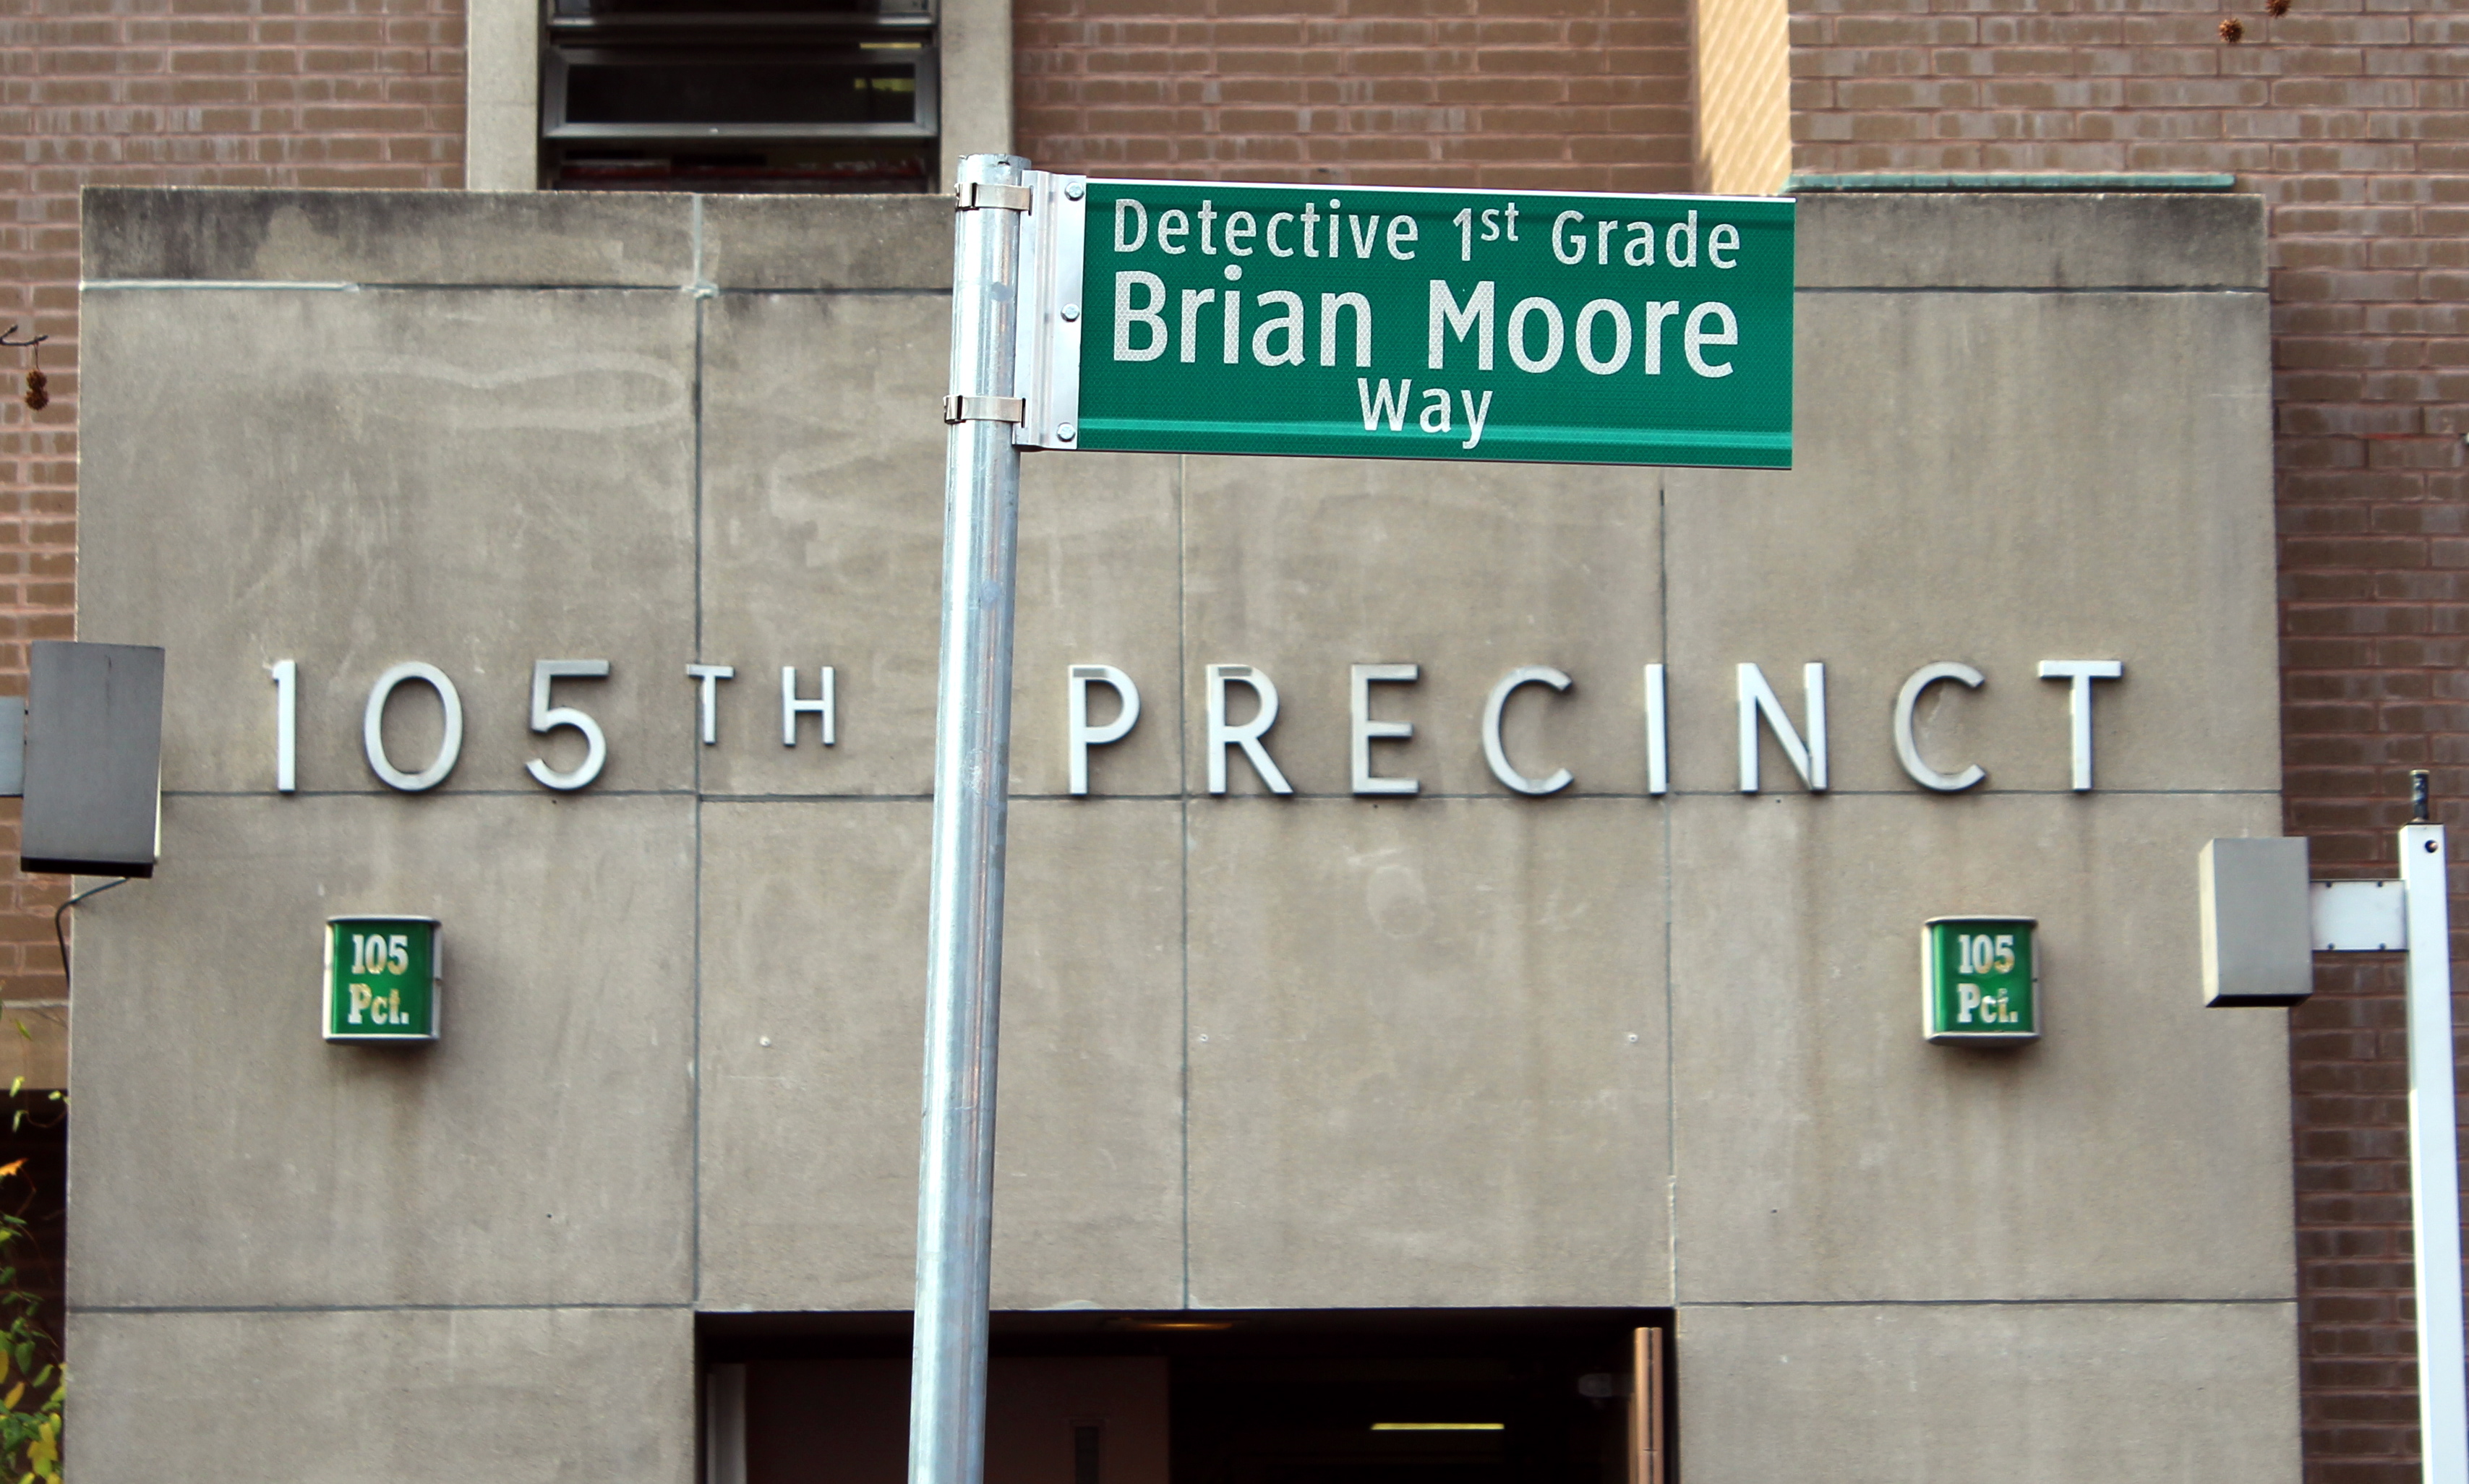 Detective 1st Grade
Brian Moore
Way
105TH PRECINCT
105
Pct.
105
Pct.